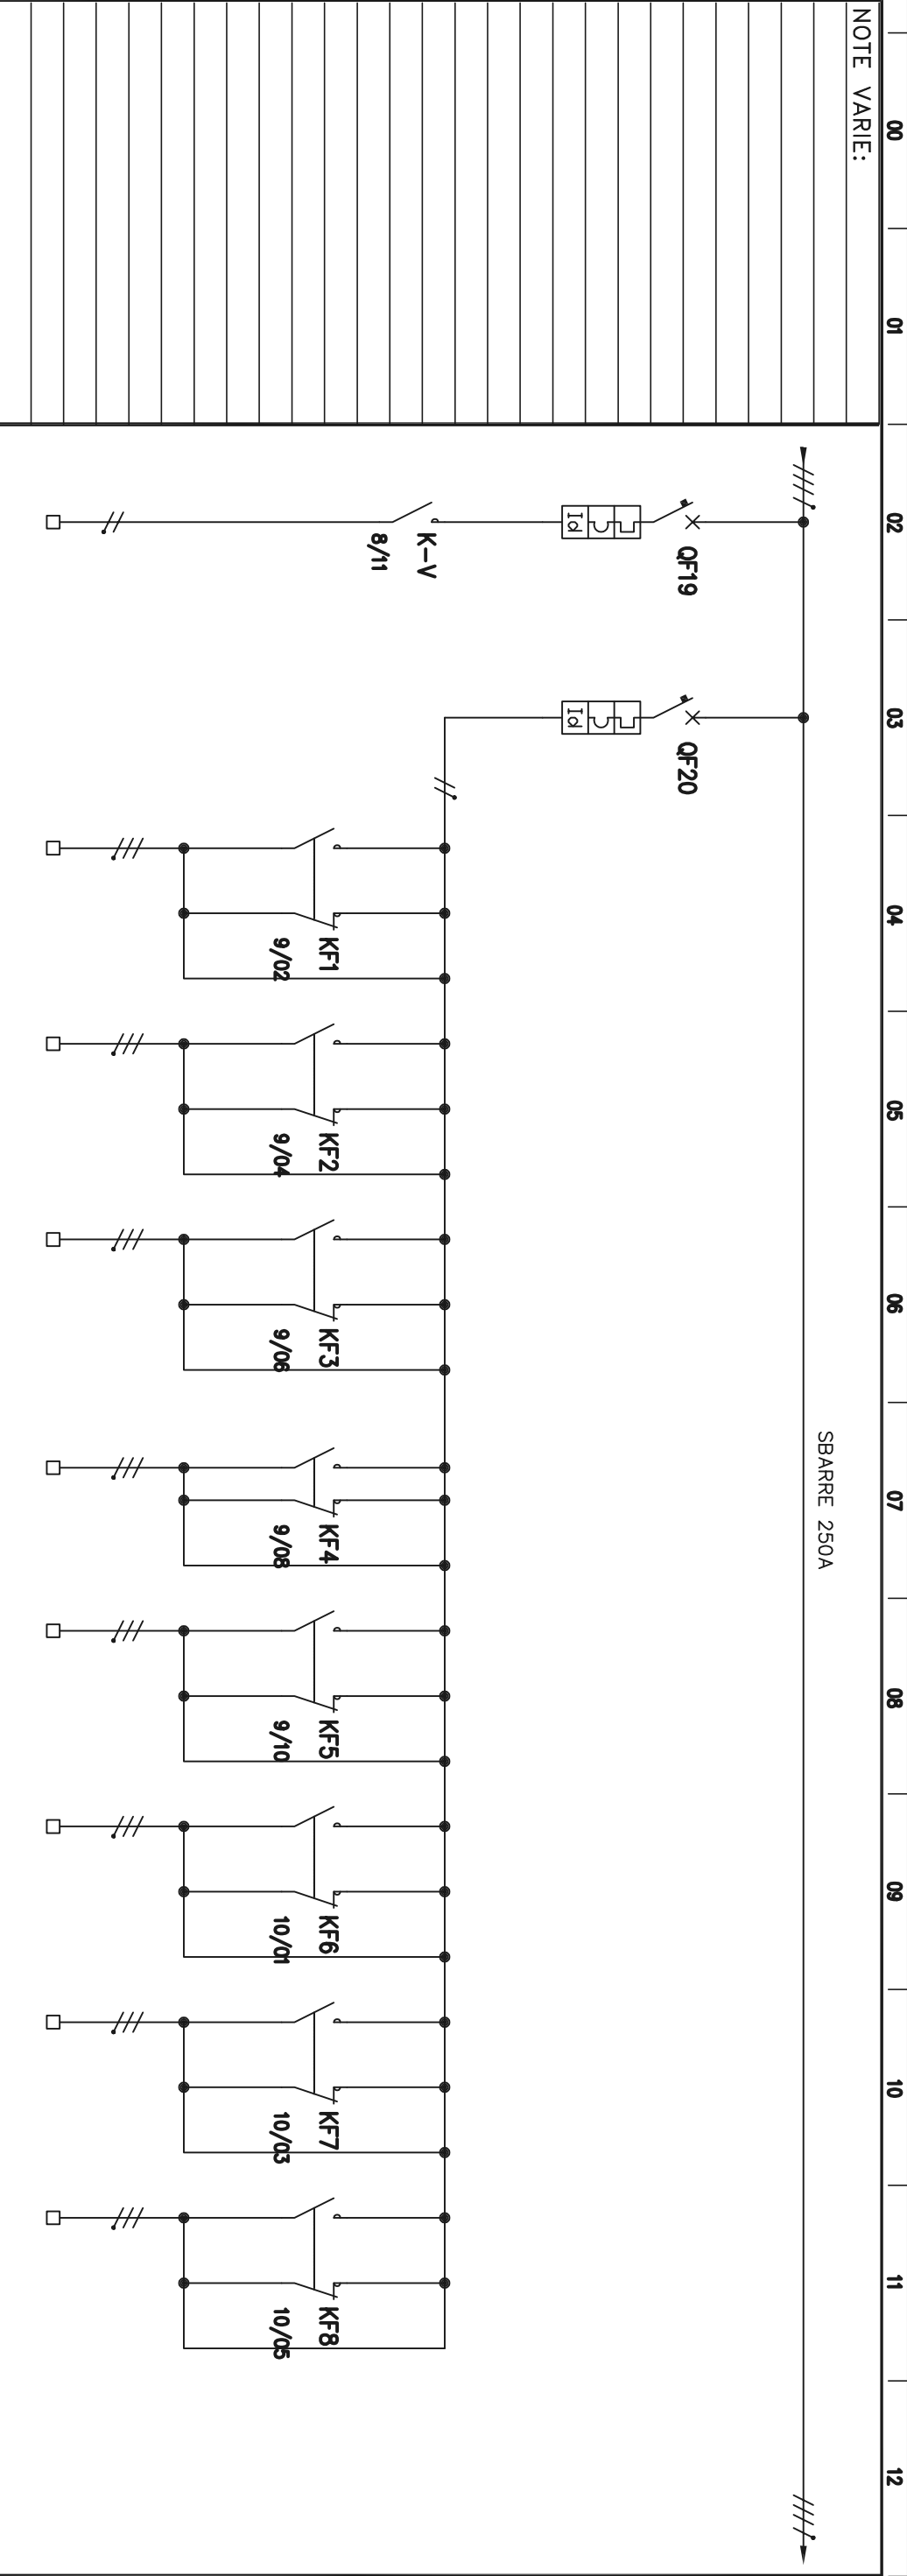 00 01 02 03 04 05 06 07 08 09 10 11 12
NOTE VARIE:
SBARRE 250A
QF19 QF20
Id Id
K-V
8/11
KF1 KF2 KF3 KF4 KF5 KF6 KF7 KF8
9/02 9/04 9/06 9/08 9/10 10/01 10/03 10/05